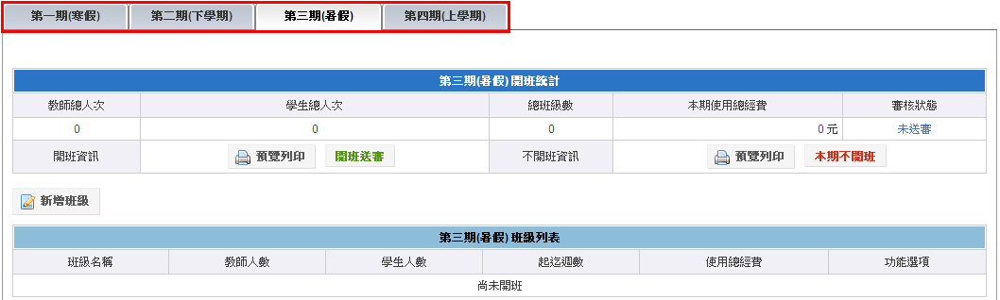 第一期(寒假) 第二期(下學期) 第三期(暑假) 第四期(上學期)
第三期(暑假) 開班統計
教師總人次 學生總人次 總班級數 本期使用總經費 審核狀態
0 0 0 0 元 未送審
開班資訊 預覽列印 開班送審 不開班資訊 預覽列印 本期不開班
新增班級
第三期(暑假) 班級列表
班級名稱 教師人數 學生人數 起迄週數 使用總經費 功能選項
尚未開班